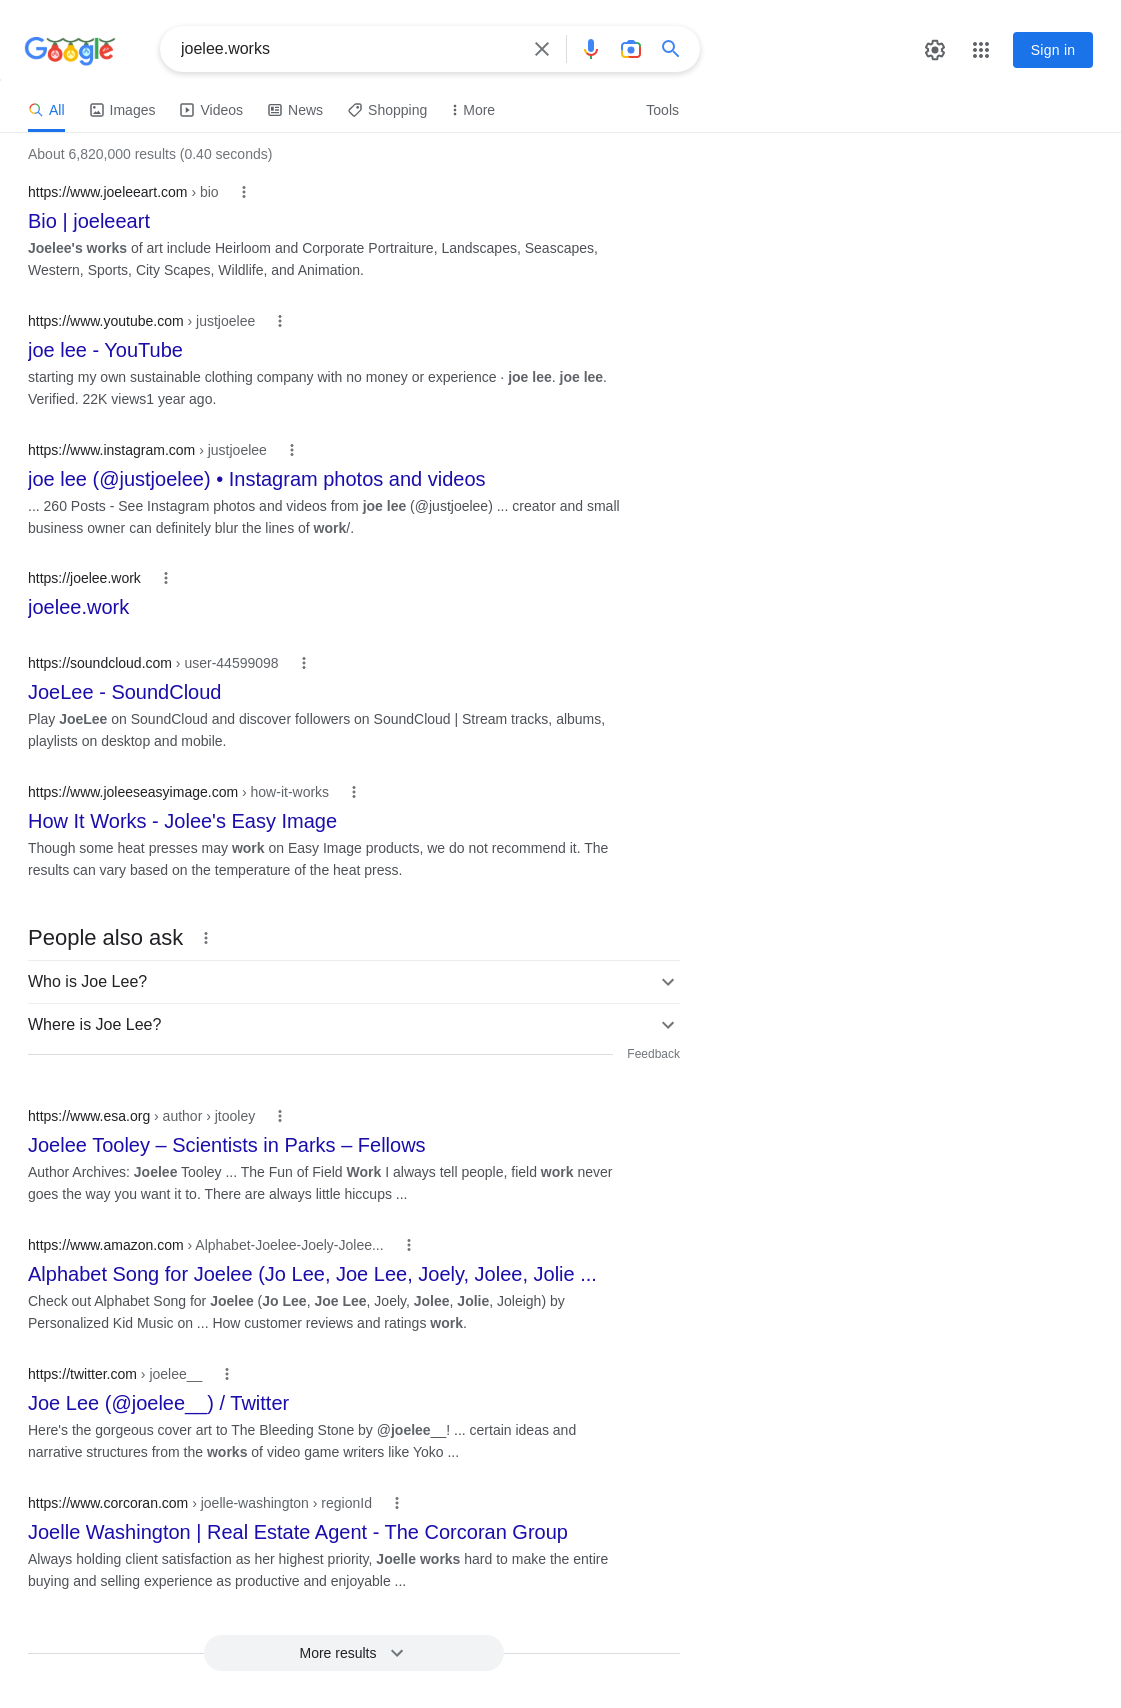 Google
joelee.works
Sign in
All
Images
Videos
News
Shopping
More
Tools
About 6,820,000 results (0.40 seconds)
https://www.joeleeart.com › bio
Bio | joeleeart
Joelee's works of art include Heirloom and Corporate Portraiture, Landscapes, Seascapes,
Western, Sports, City Scapes, Wildlife, and Animation.
https://www.youtube.com › justjoelee
joe lee - YouTube
starting my own sustainable clothing company with no money or experience · joe lee. joe lee.
Verified. 22K views1 year ago.
https://www.instagram.com › justjoelee
joe lee (@justjoelee) • Instagram photos and videos
... 260 Posts - See Instagram photos and videos from joe lee (@justjoelee) ... creator and small
business owner can definitely blur the lines of work/.
https://joelee.work
joelee.work
https://soundcloud.com › user-44599098
JoeLee - SoundCloud
Play JoeLee on SoundCloud and discover followers on SoundCloud | Stream tracks, albums,
playlists on desktop and mobile.
https://www.joleeseasyimage.com › how-it-works
How It Works - Jolee's Easy Image
Though some heat presses may work on Easy Image products, we do not recommend it. The
results can vary based on the temperature of the heat press.
People also ask
Who is Joe Lee?
Where is Joe Lee?
Feedback
https://www.esa.org › author › jtooley
Joelee Tooley – Scientists in Parks – Fellows
Author Archives: Joelee Tooley ... The Fun of Field Work I always tell people, field work never
goes the way you want it to. There are always little hiccups ...
https://www.amazon.com › Alphabet-Joelee-Joely-Jolee...
Alphabet Song for Joelee (Jo Lee, Joe Lee, Joely, Jolee, Jolie ...
Check out Alphabet Song for Joelee (Jo Lee, Joe Lee, Joely, Jolee, Jolie, Joleigh) by
Personalized Kid Music on ... How customer reviews and ratings work.
https://twitter.com › joelee__
Joe Lee (@joelee__) / Twitter
Here's the gorgeous cover art to The Bleeding Stone by @joelee__! ... certain ideas and
narrative structures from the works of video game writers like Yoko ...
https://www.corcoran.com › joelle-washington › regionId
Joelle Washington | Real Estate Agent - The Corcoran Group
Always holding client satisfaction as her highest priority, Joelle works hard to make the entire
buying and selling experience as productive and enjoyable ...
More results